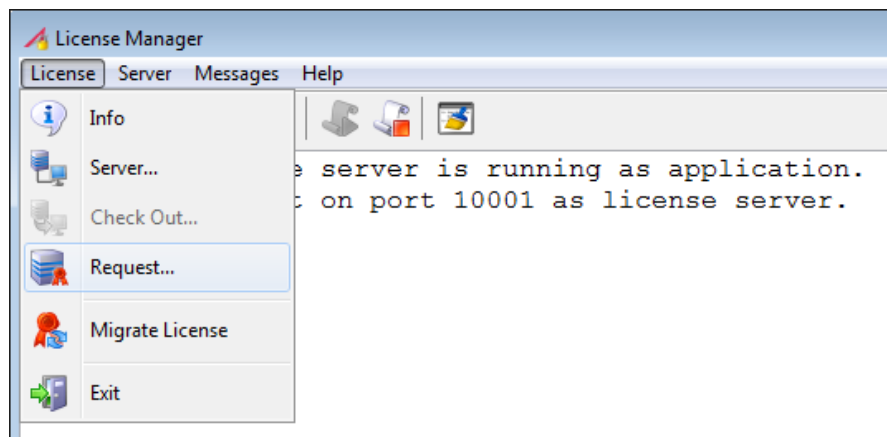 License Manager
License Server Messages Help
Info
Server...
server is running as application.
Check Out...
on port 10001 as license server.
Request...
Migrate License
Exit